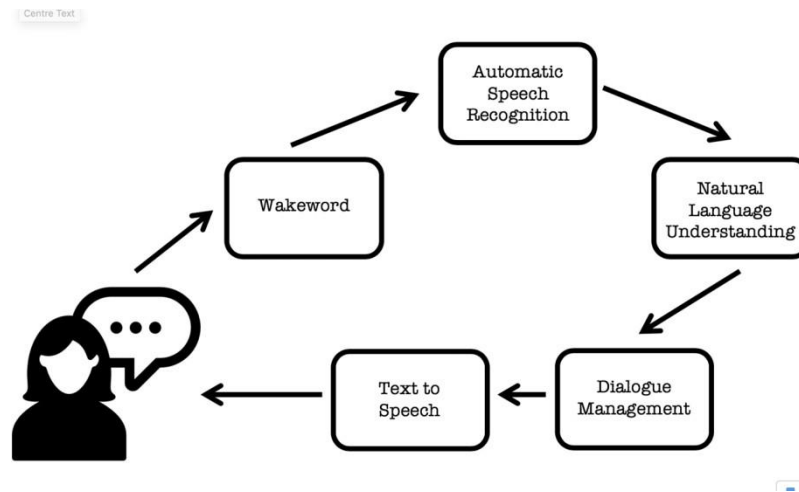 Centre Text
Automatic
Speech
Recognition
Wakeword
Natural
Language
Understanding
Text to
Speech
Dialogue
Management